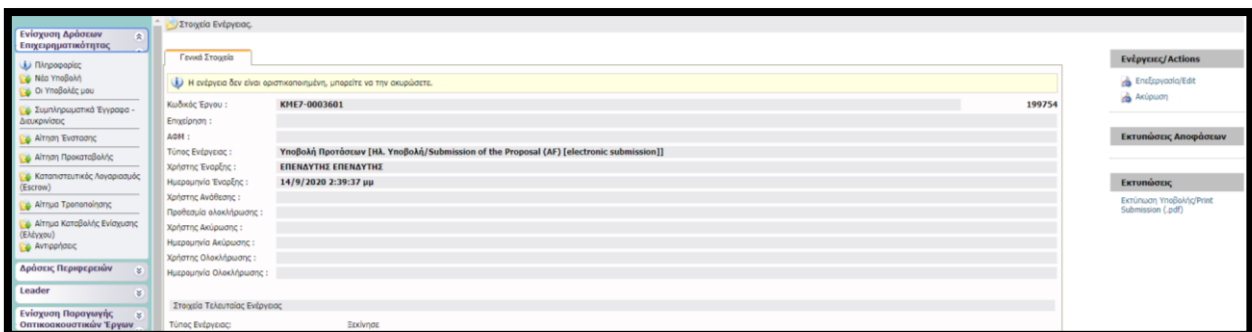 Ενίσχυση Δράσεων
Επιχειρηματικότητας
Πληροφορίες
Νέα Υποβολή
Οι Υποβολές μου
Συμπληρωματικά Έγγραφα -
Διευκρινίσεις
Αίτηση Ένστασης
Αίτηση Προκαταβολής
Καταπιστευτικός Λογαριασμός
(Escrow)
Αίτημα Τροποποίησης
Αίτημα Καταβολής Ενίσχυσης
(Ελέγχου)
Αντιρρήσεις
Δράσεις Περιφερειών
Leader
Ενίσχυση Παραγωγής
Οπτικοακουστικών Έργων
Στοιχεία Ενέργειας.
Γενικά Στοιχεία
Η ενέργεια δεν είναι οριστικοποιημένη, μπορείτε να την ακυρώσετε.
Κωδικός Έργου : KME7-0003601 199754
Επιχείρηση :
ΑΦΜ :
Τύπος Ενέργειας : Υποβολή Προτάσεων [Ηλ. Υποβολή/Submission of the Proposal (AF) [electronic submission]]
Χρήστης Έναρξης : ΕΠΕΝΔΥΤΗΣ ΕΠΕΝΔΥΤΗΣ
Ημερομηνία Έναρξης : 14/9/2020 2:39:37 μμ
Χρήστης Ανάθεσης :
Προθεσμία ολοκλήρωσης :
Χρήστης Ακύρωσης :
Ημερομηνία Ακύρωσης :
Χρήστης Ολοκλήρωσης :
Ημερομηνία Ολοκλήρωσης :
Στοιχεία Τελευταίας Ενέργειας
Τύπος Ενέργειας: Ξεκίνησε
Ενέργειες/Actions
Επεξεργασία/Edit
Ακύρωση
Εκτυπώσεις Αποφάσεων
Εκτυπώσεις
Εκτύπωση Υποβολής/Print
Submission (.pdf)